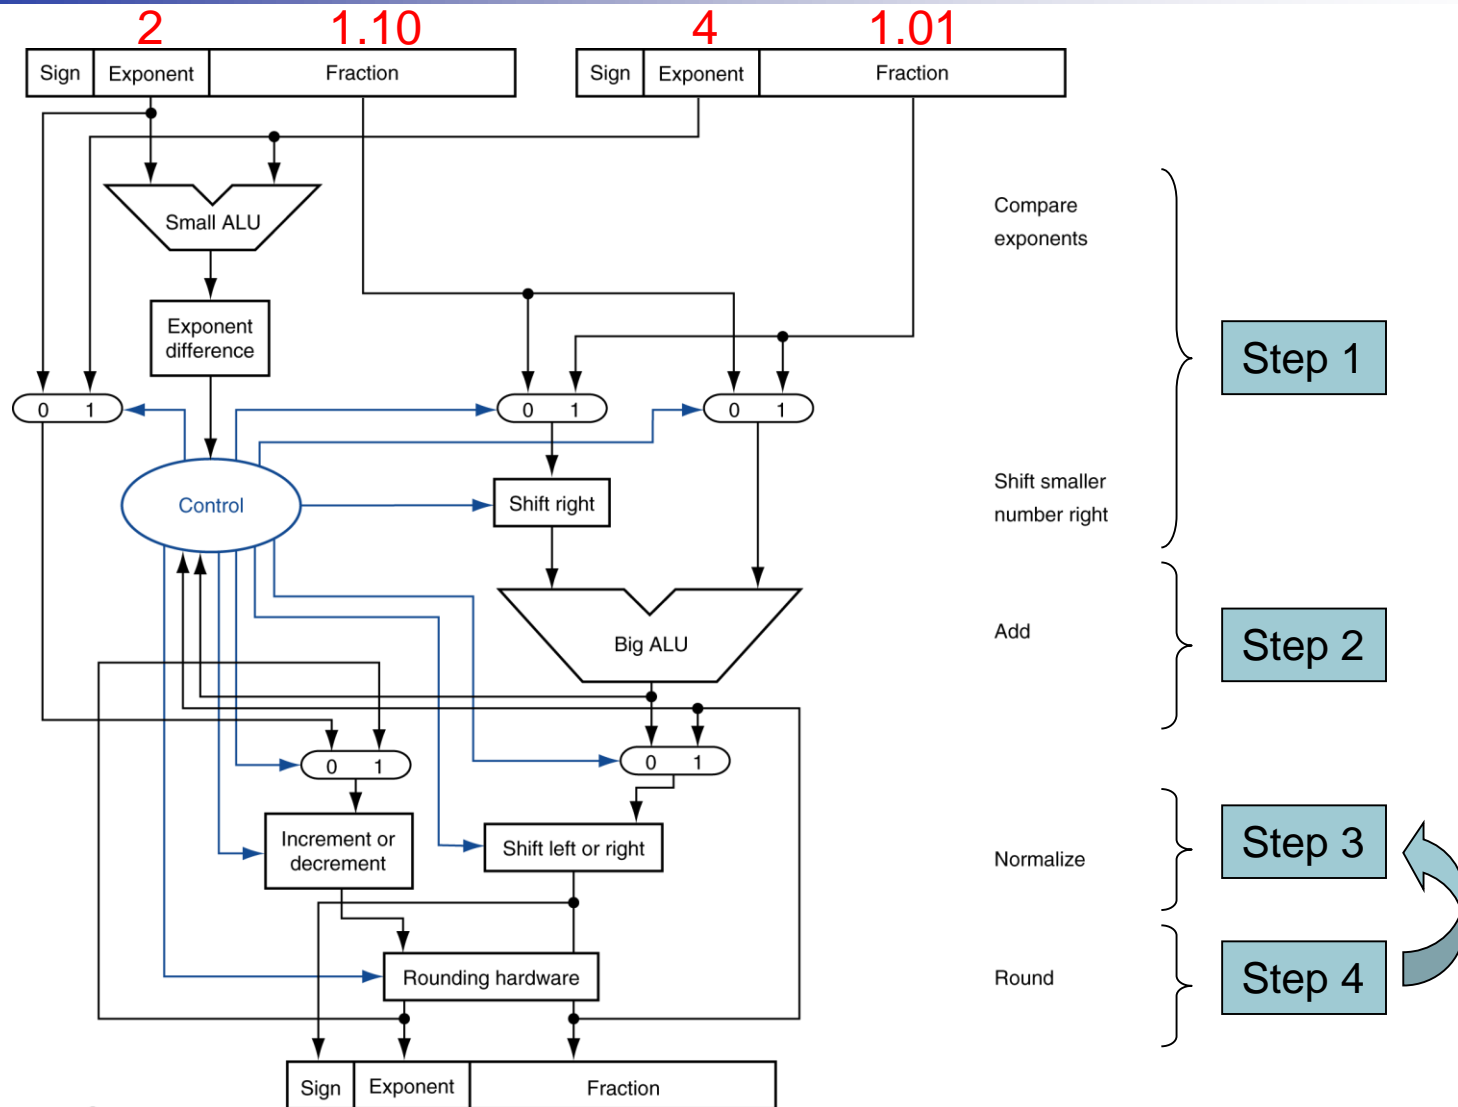 2 1.10 4 1.01
Sign Exponent Fraction Sign Exponent Fraction
Compare
exponents
Small ALU
Exponent
difference
Step 1
0 1 0 1 0 1
Shift smaller
number right
Control
Shift right
Add
Big ALU
Step 2
0 1 0 1
Increment or
decrement
Shift left or right
Normalize
Step 3
Rounding hardware
Round
Step 4
Sign Exponent Fraction